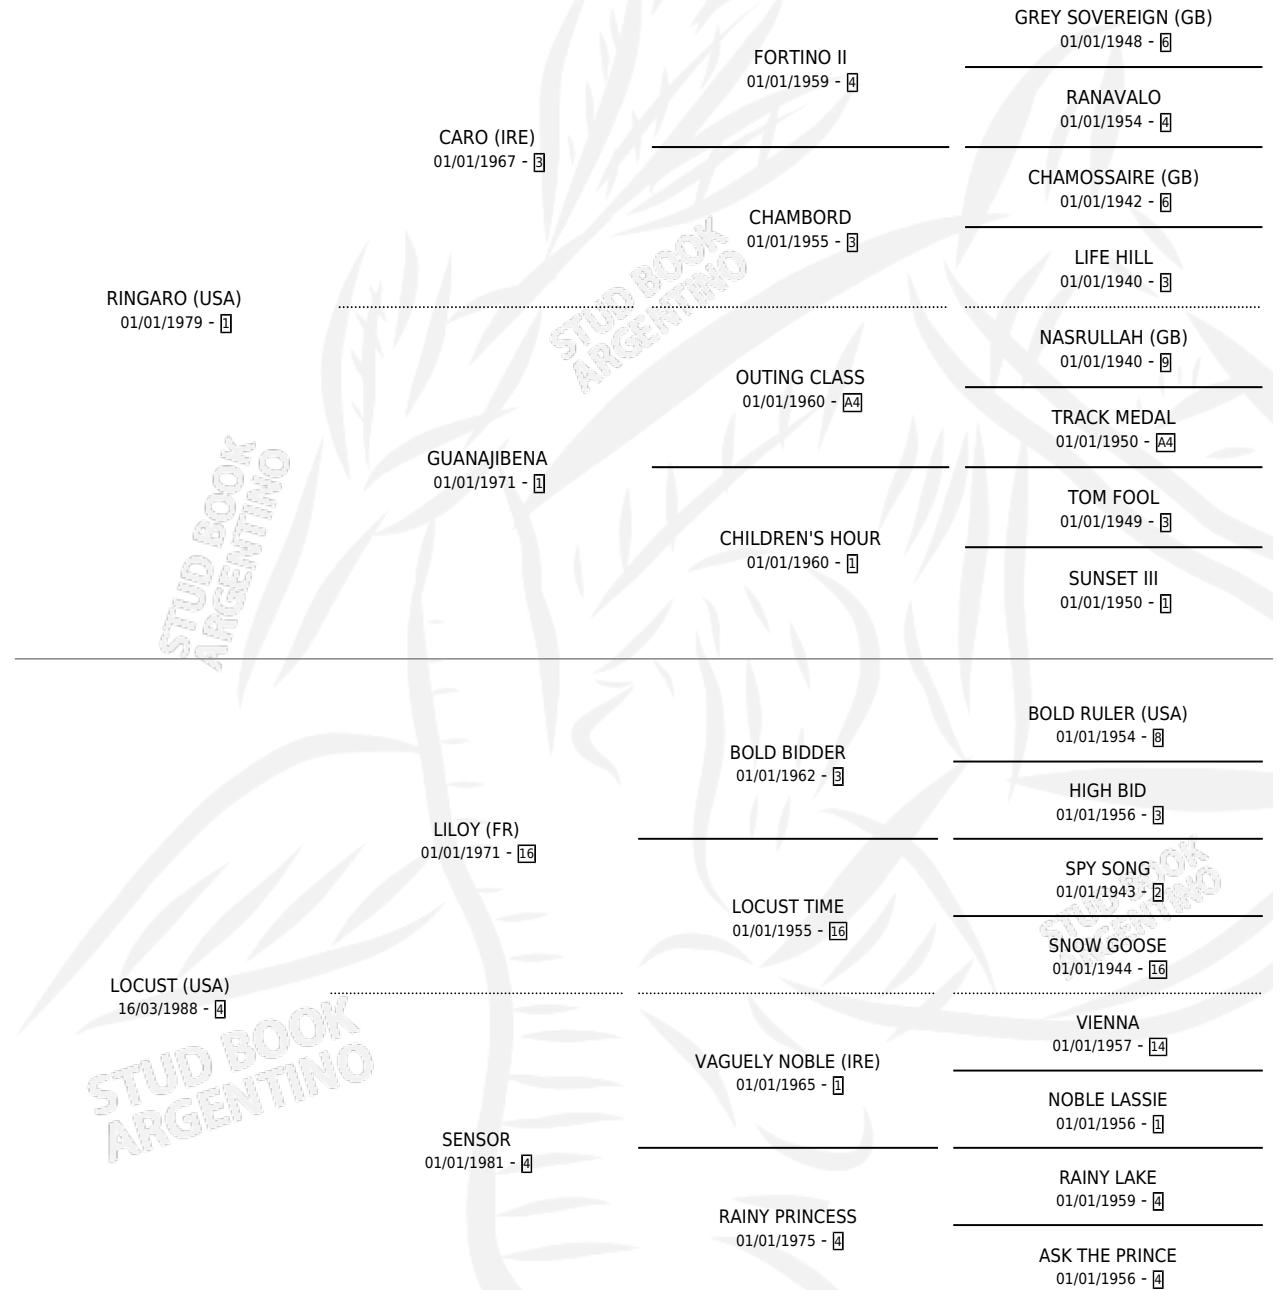 GREY SOVEREIGN (GB)
01/01/1948 - 6
FORTINO II
01/01/1959 - 4
RANAVALO
01/01/1954 - 4
CARO (IRE)
01/01/1967 - 3
CHAMOSSAIRE (GB)
01/01/1942 - 6
CHAMBORD
01/01/1955 - 3
LIFE HILL
01/01/1940 - 3
RINGARO (USA)
01/01/1979 - 1
NASRULLAH (GB)
01/01/1940 - 9
OUTING CLASS
01/01/1960 - A4
TRACK MEDAL
01/01/1950 - A4
GUANAJIBENA
01/01/1971 - 1
TOM FOOL
01/01/1949 - 3
CHILDREN'S HOUR
01/01/1960 - 1
SUNSET III
01/01/1950 - 1
STUD BOOK
ARGENTINO
STUD BOOK
ARGENTINO
BOLD RULER (USA)
01/01/1954 - 8
BOLD BIDDER
01/01/1962 - 3
HIGH BID
01/01/1956 - 3
LILOY (FR)
01/01/1971 - 16
SPY SONG
01/01/1943 - 2
LOCUST TIME
01/01/1955 - 16
SNOW GOOSE
01/01/1944 - 16
LOCUST (USA)
16/03/1988 - 4
VIENNA
01/01/1957 - 14
VAGUELY NOBLE (IRE)
01/01/1965 - 1
NOBLE LASSIE
01/01/1956 - 1
SENSOR
01/01/1981 - 4
RAINY LAKE
01/01/1959 - 4
RAINY PRINCESS
01/01/1975 - 4
ASK THE PRINCE
01/01/1956 - 4
STUD BOOK
ARGENTINO
STUD BOOK
ARGENTINO